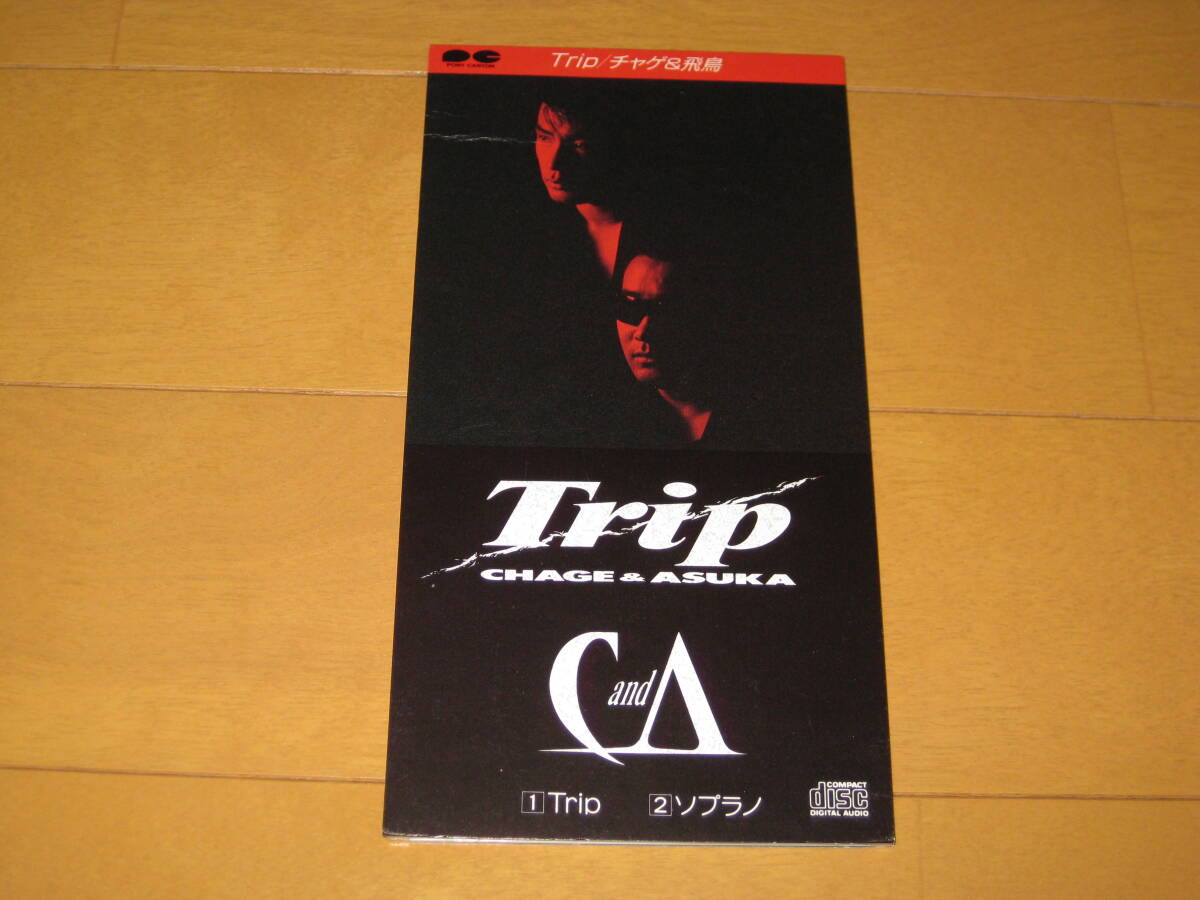 PONY CANYON
Trip/チャゲ&飛鳥
Trip
CHAGE & ASUKA
C and A
1 Trip 2 ソプラノ
COMPACT
disc
DIGITAL AUDIO